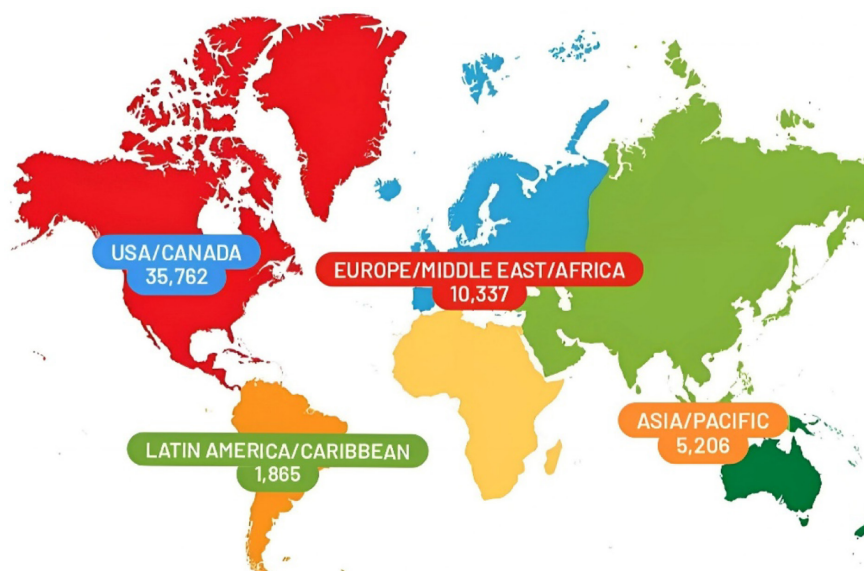 USA/CANADA
35,762
EUROPE/MIDDLE EAST/AFRICA
10,337
LATIN AMERICA/CARIBBEAN
1,865
ASIA/PACIFIC
5,206